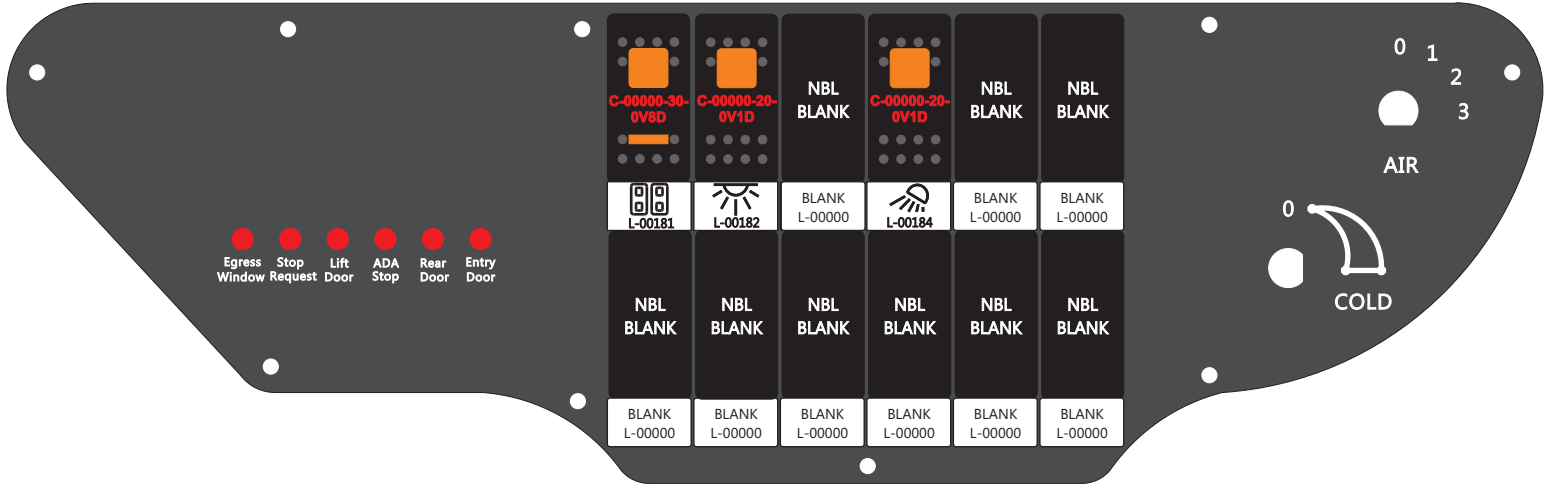 C-00000-30-
0V8D
C-00000-20-
0V1D
NBL
BLANK
C-00000-20-
0V1D
NBL
BLANK
NBL
BLANK
L-00181
L-00182
BLANK
L-00000
L-00184
BLANK
L-00000
BLANK
L-00000
0
1
2
3
AIR
0
COLD
Egress
Window
Stop
Request
Lift
Door
ADA
Stop
Rear
Door
Entry
Door
NBL
BLANK
NBL
BLANK
NBL
BLANK
NBL
BLANK
NBL
BLANK
NBL
BLANK
BLANK
L-00000
BLANK
L-00000
BLANK
L-00000
BLANK
L-00000
BLANK
L-00000
BLANK
L-00000